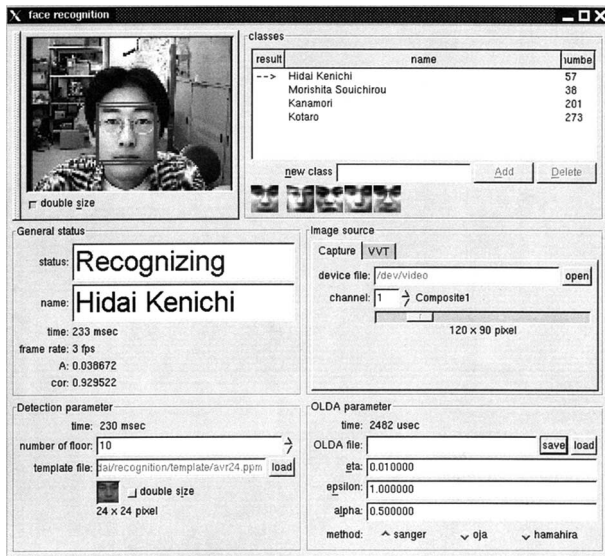 X face recognition
classes
result name numbe
--> Hidai Kenichi 57
Morishita Souichirou 38
Kanamori 201
Kotaro 273
new class Add Delete
double size
General status
status: Recognizing
name: Hidai Kenichi
time: 233 msec
frame rate: 3 fps
A: 0.038672
cor: 0.929522
Image source
Capture VVT
device file: /dev/video open
channel: 1 Composite1
120 × 90 pixel
Detection parameter
time: 230 msec
number of floor: 10
template file: dai/recognition/template/avr24.ppm load
double size
24 × 24 pixel
OLDA parameter
time: 2482 usec
OLDA file: save load
eta: 0.010000
epsilon: 1.000000
alpha: 0.500000
method: sanger oja hamahira